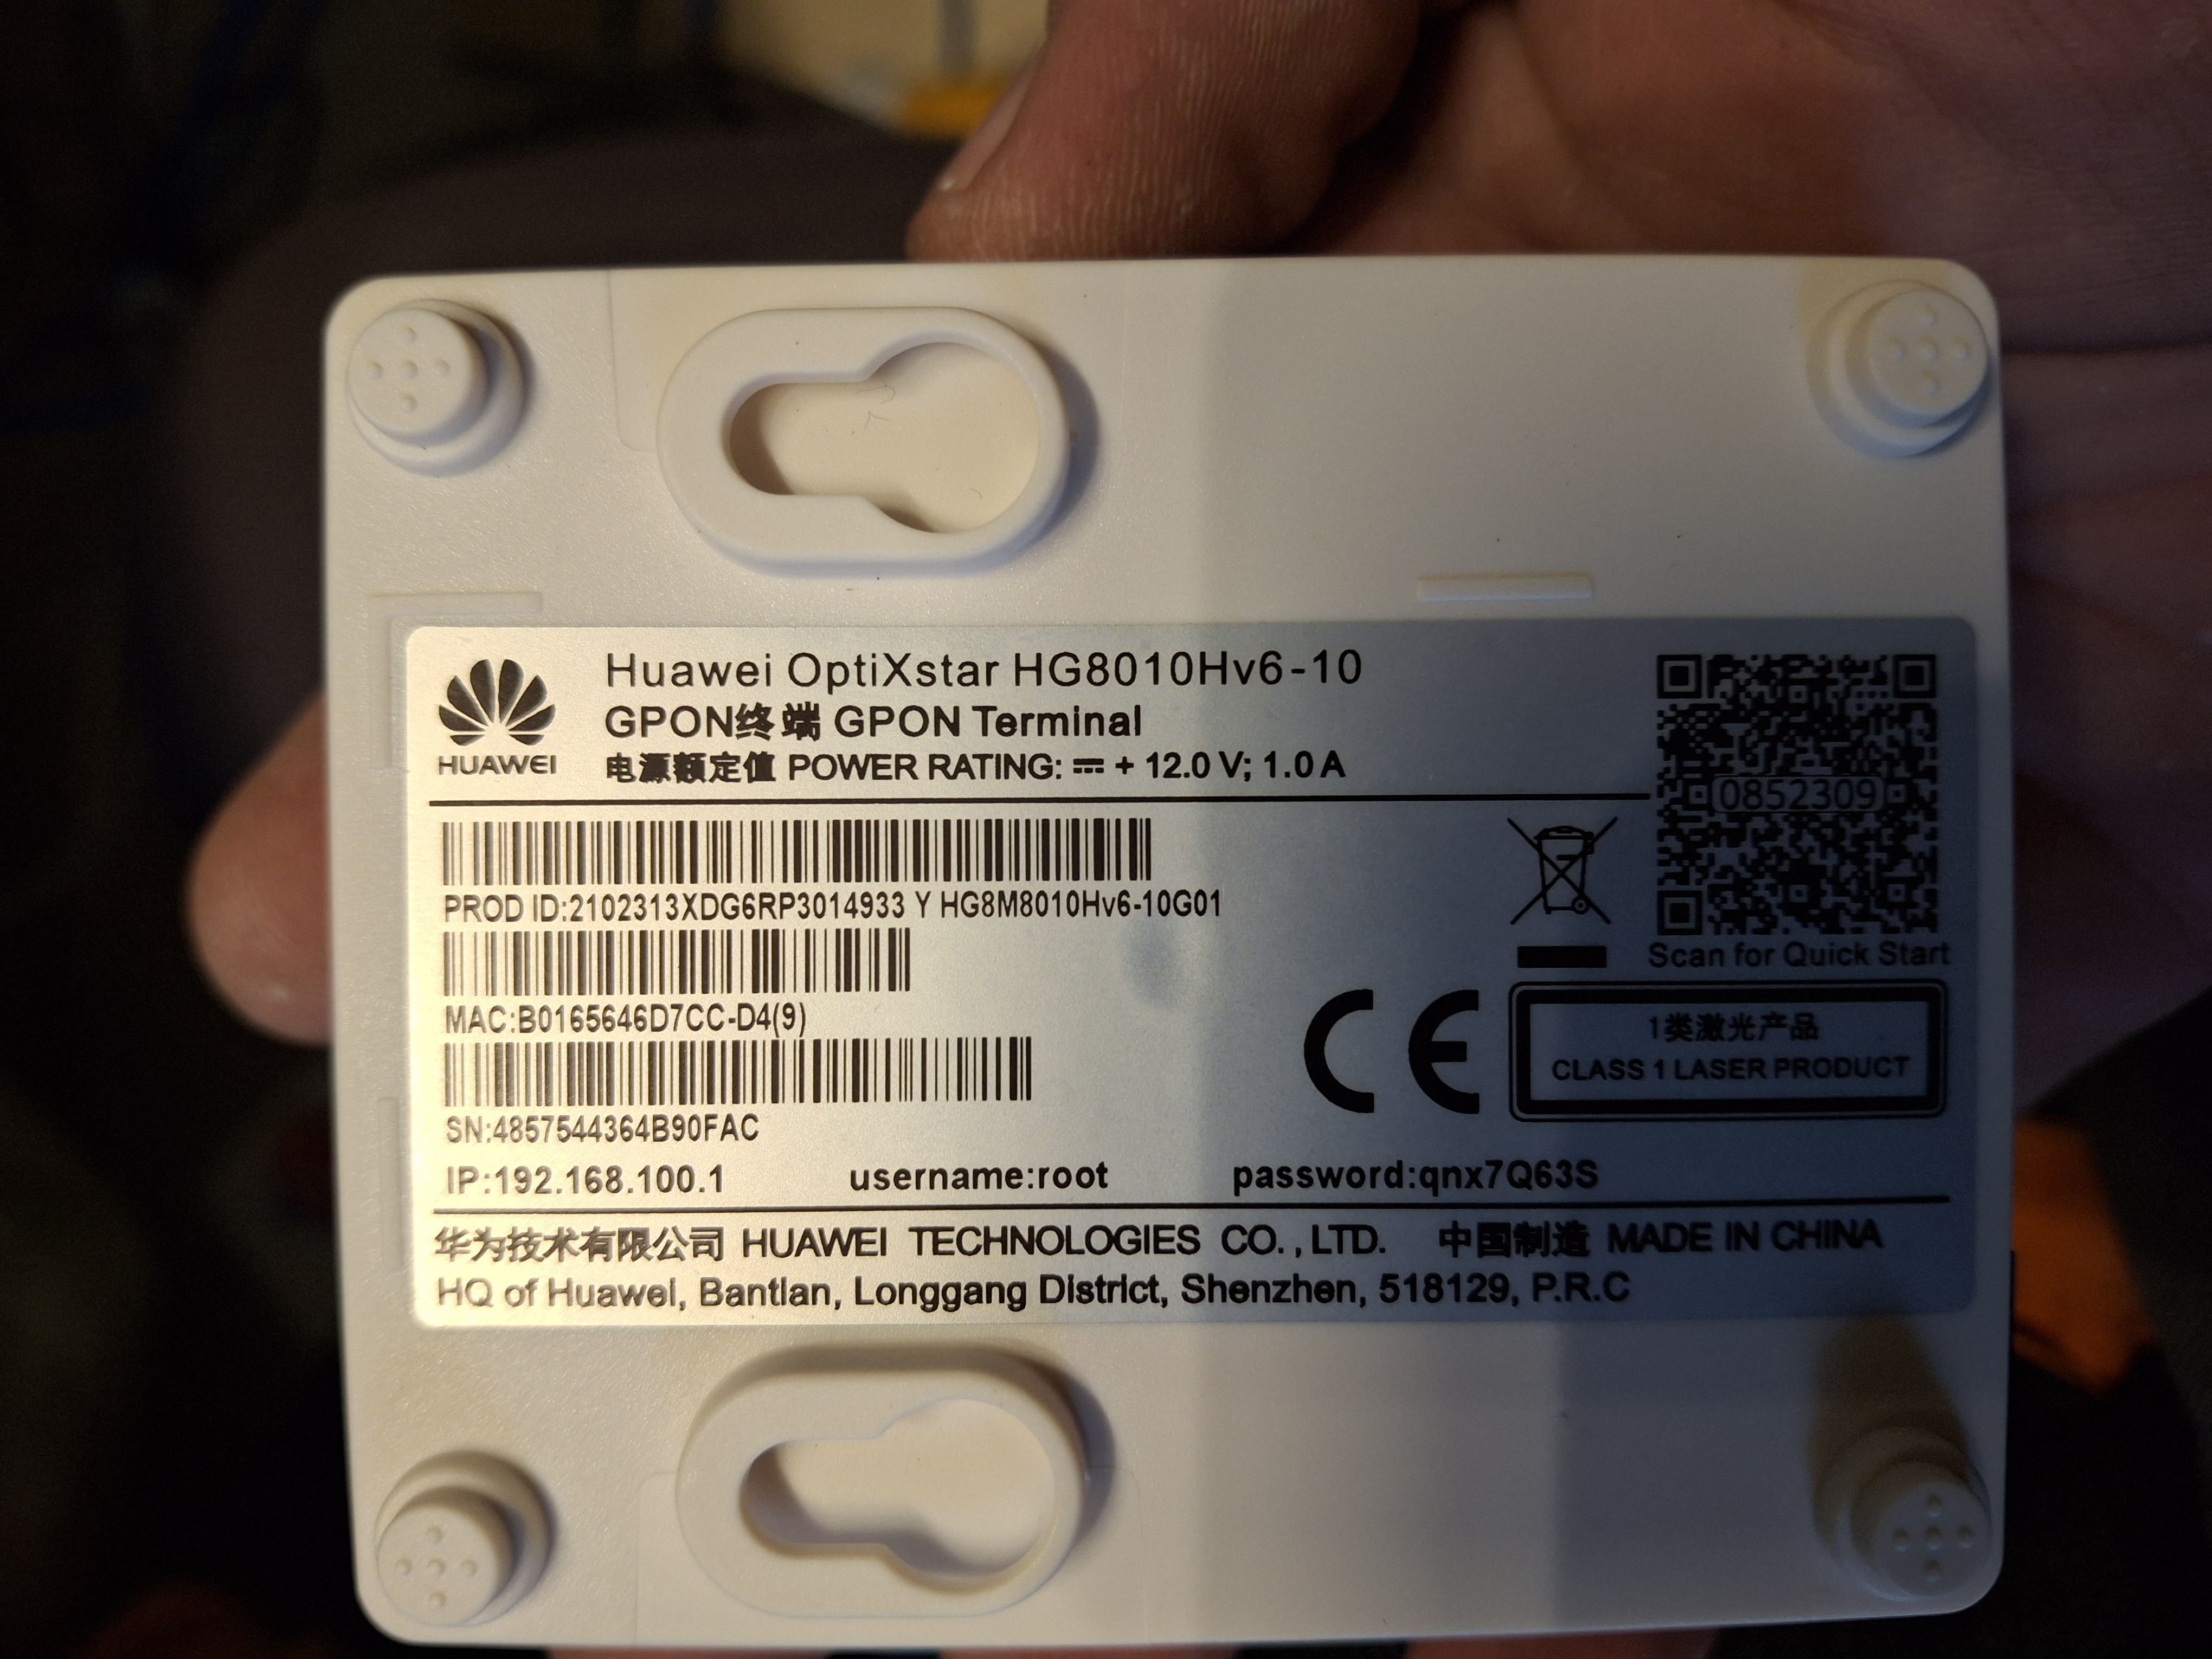 Huawei OptiXstar HG8010Hv6-10
GPON终端 GPON Terminal
HUAWEI
电源额定值 POWER RATING: ⎓ + 12.0 V; 1.0 A
0852309
PROD ID:2102313XDG6RP3014933 Y HG8M8010Hv6-10G01
Scan for Quick Start
MAC:B0165646D7CC-D4(9)
CE
1类激光产品
CLASS 1 LASER PRODUCT
SN:4857544364B90FAC
IP:192.168.100.1 username:root password:qnx7Q63S
华为技术有限公司 HUAWEI TECHNOLOGIES CO.,LTD. 中国制造 MADE IN CHINA
HQ of Huawei, Bantian, Longgang District, Shenzhen, 518129, P.R.C